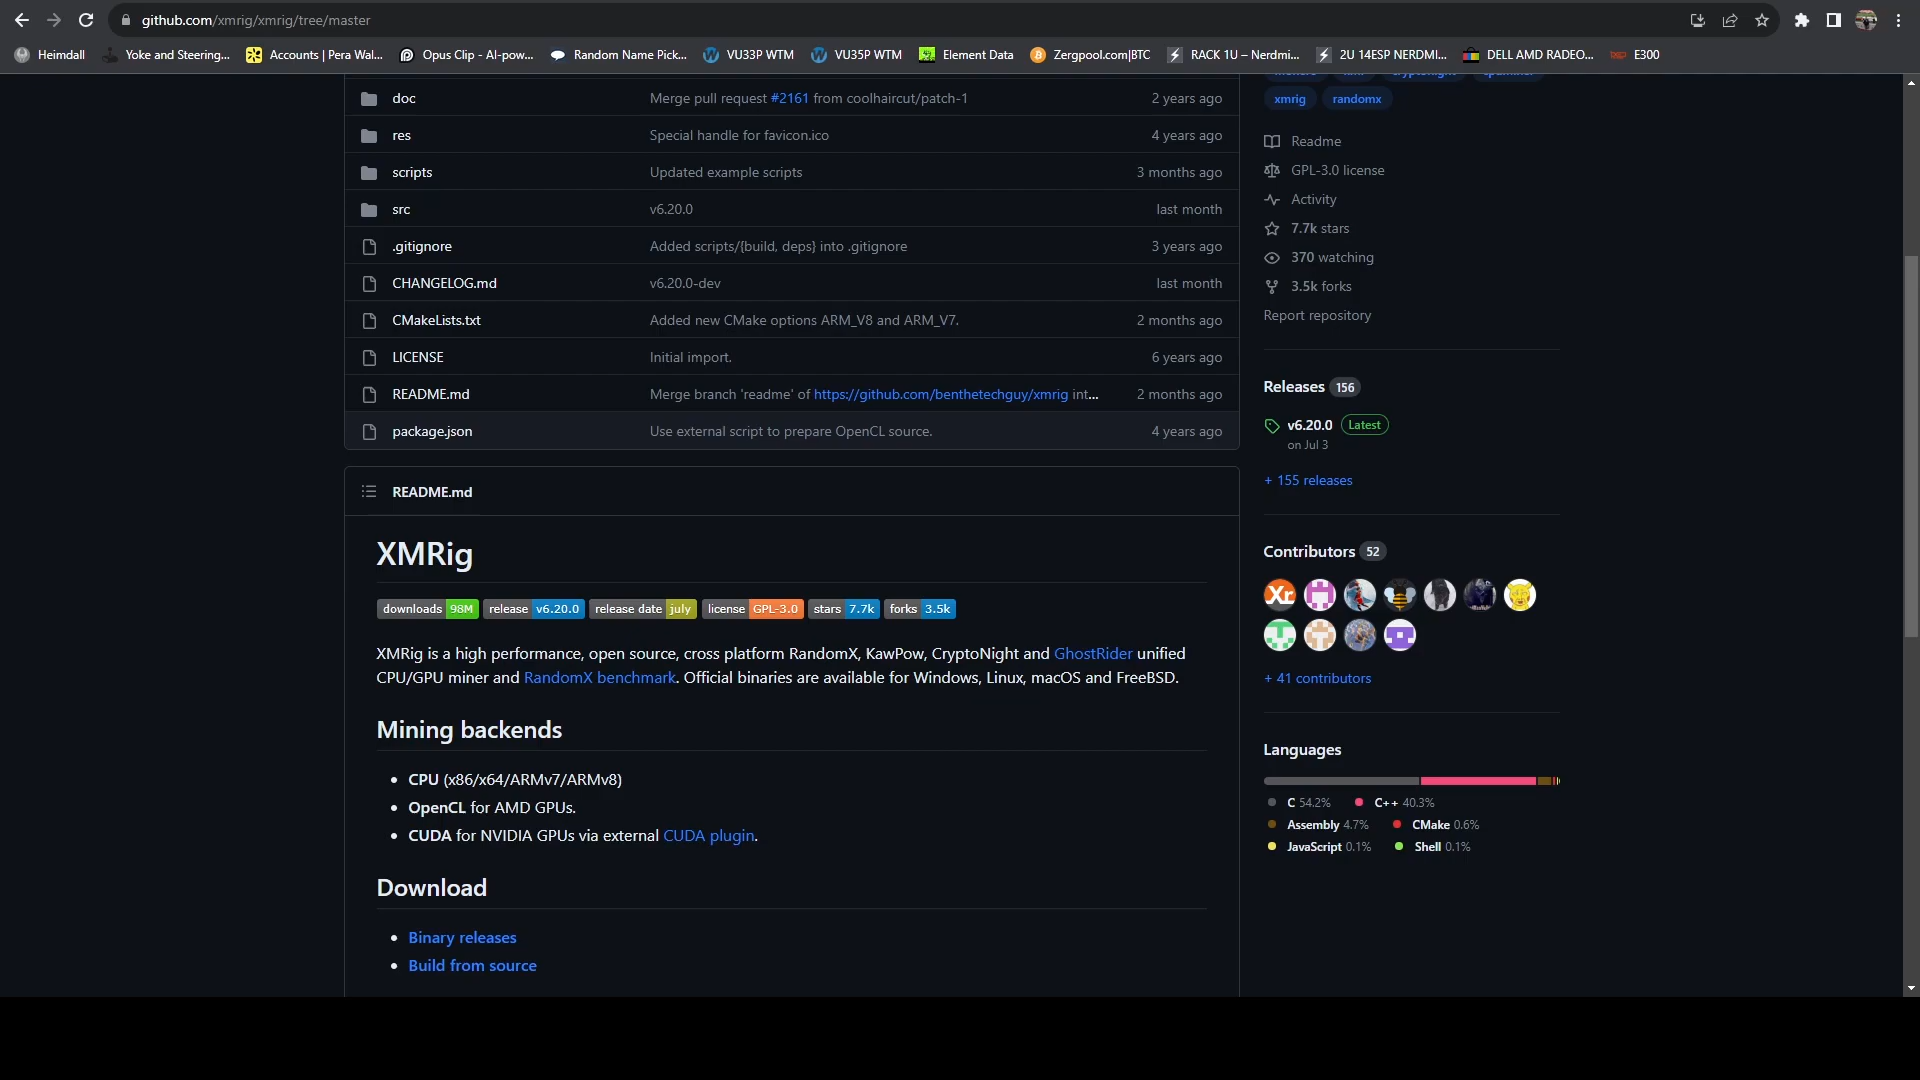 github.com/xmrig/xmrig/tree/master
Heimdall Yoke and Steering... Accounts | Pera Wal... Opus Clip - AI-pow... Random Name Pick... VU33P WTM VU35P WTM Element Data Zergpool.com|BTC RACK 1U – Nerdmi... 2U 14ESP NERDMI... DELL AMD RADEO... E300
doc Merge pull request #2161 from coolhaircut/patch-1 2 years ago
res Special handle for favicon.ico 4 years ago
scripts Updated example scripts 3 months ago
src v6.20.0 last month
.gitignore Added scripts/{build, deps} into .gitignore 3 years ago
CHANGELOG.md v6.20.0-dev last month
CMakeLists.txt Added new CMake options ARM_V8 and ARM_V7. 2 months ago
LICENSE Initial import. 6 years ago
README.md Merge branch 'readme' of https://github.com/benthetechguy/xmrig int... 2 months ago
package.json Use external script to prepare OpenCL source. 4 years ago
README.md
XMRig
downloads 98M release v6.20.0 release date july license GPL-3.0 stars 7.7k forks 3.5k
XMRig is a high performance, open source, cross platform RandomX, KawPow, CryptoNight and GhostRider unified
CPU/GPU miner and RandomX benchmark. Official binaries are available for Windows, Linux, macOS and FreeBSD.
Mining backends
• CPU (x86/x64/ARMv7/ARMv8)
• OpenCL for AMD GPUs.
• CUDA for NVIDIA GPUs via external CUDA plugin.
Download
• Binary releases
• Build from source
xmrig randomx
Readme
GPL-3.0 license
Activity
7.7k stars
370 watching
3.5k forks
Report repository
Releases 156
v6.20.0 Latest
on Jul 3
+ 155 releases
Contributors 52
Xr
+ 41 contributors
Languages
C 54.2% C++ 40.3%
Assembly 4.7% CMake 0.6%
JavaScript 0.1% Shell 0.1%